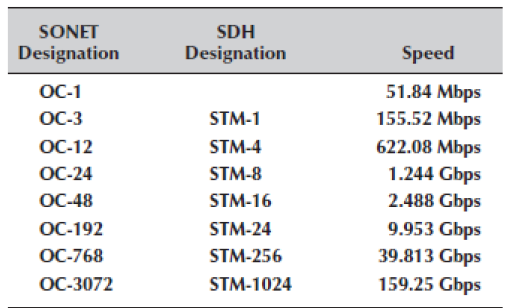 SONET SDH
Designation Designation Speed
OC-1 51.84 Mbps
OC-3 STM-1 155.52 Mbps
OC-12 STM-4 622.08 Mbps
OC-24 STM-8 1.244 Gbps
OC-48 STM-16 2.488 Gbps
OC-192 STM-24 9.953 Gbps
OC-768 STM-256 39.813 Gbps
OC-3072 STM-1024 159.25 Gbps